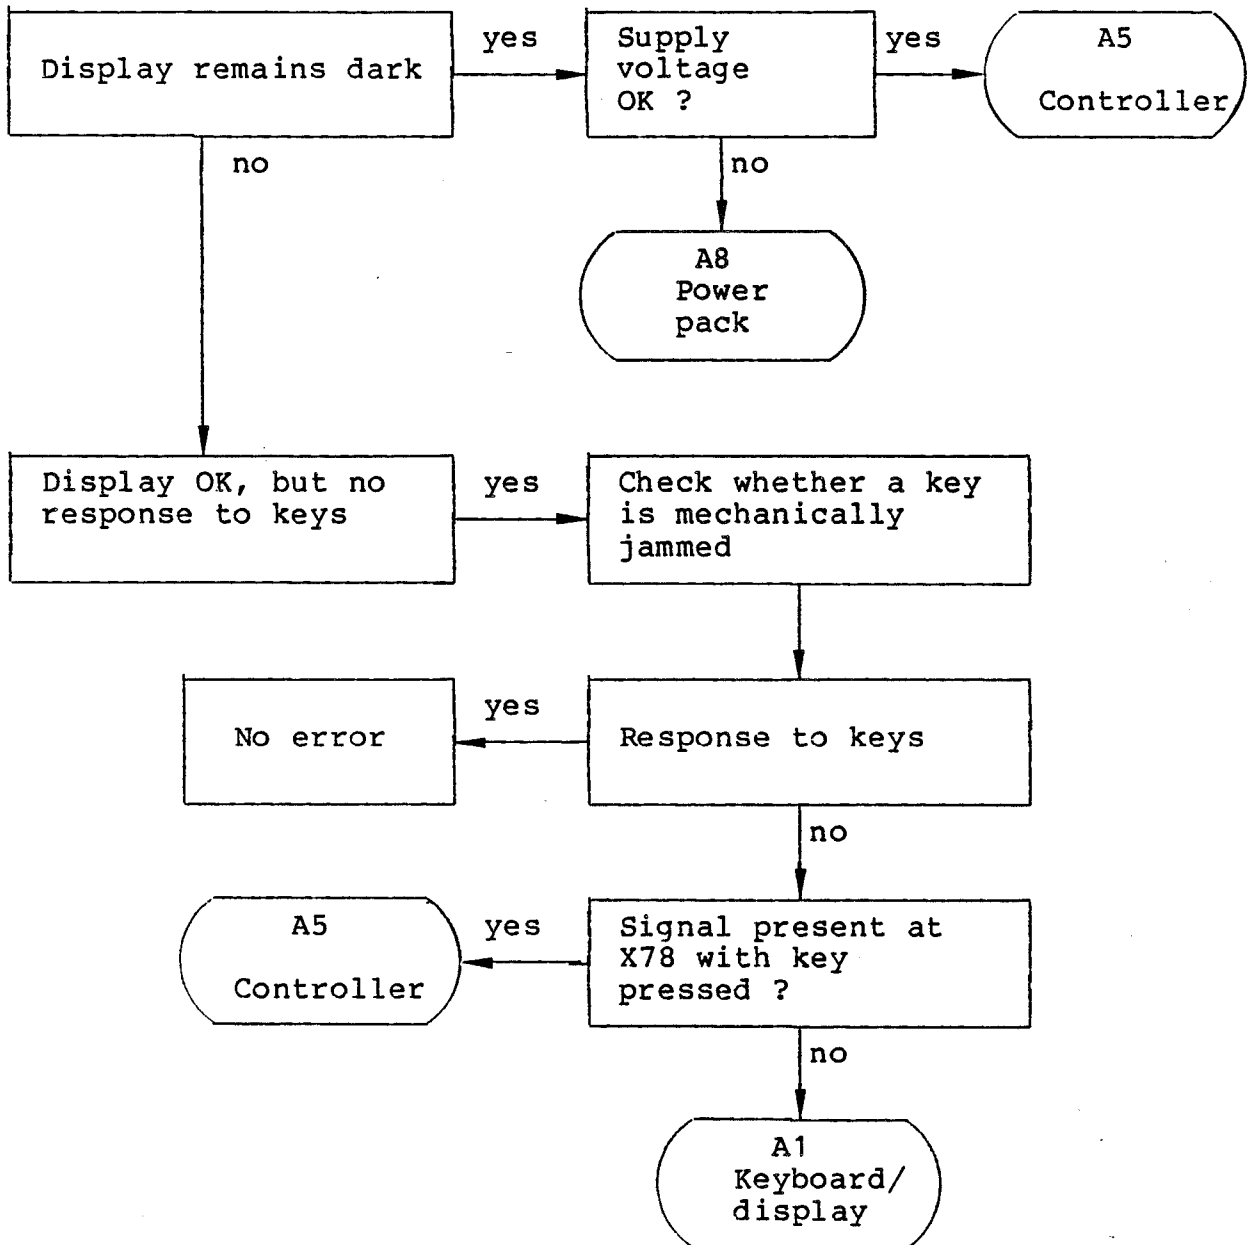 Display remains dark
yes
Supply
voltage
OK ?
yes
A5
Controller
no
no
A8
Power
pack
Display OK, but no
response to keys
yes
Check whether a key
is mechanically
jammed
No error
yes
Response to keys
no
A5
Controller
yes
Signal present at
X78 with key
pressed ?
no
A1
Keyboard/
display